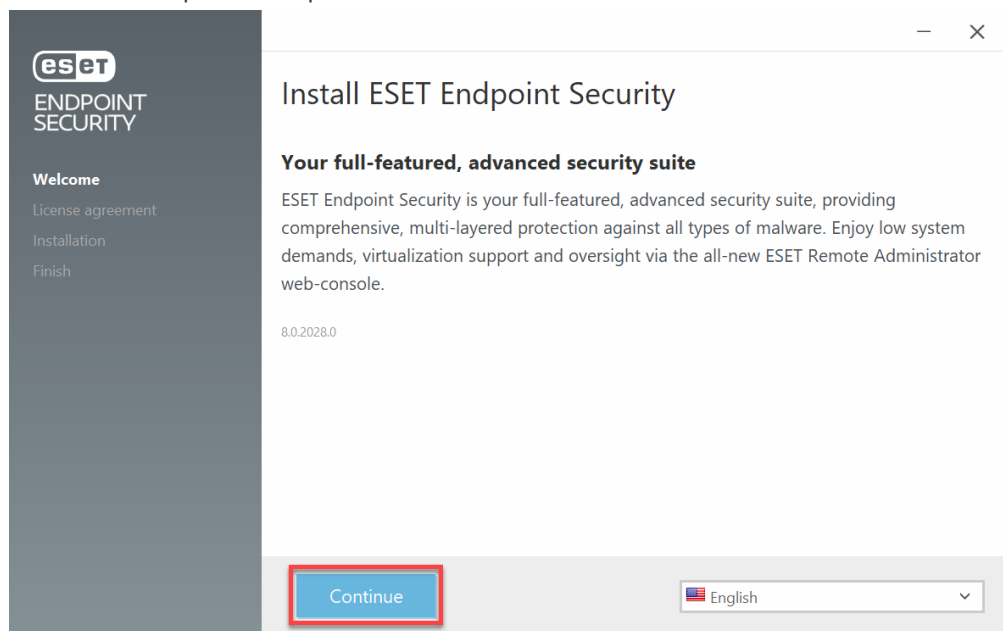 eset
ENDPOINT
SECURITY
Welcome
License agreement
Installation
Finish
Install ESET Endpoint Security
Your full-featured, advanced security suite
ESET Endpoint Security is your full-featured, advanced security suite, providing
comprehensive, multi-layered protection against all types of malware. Enjoy low system
demands, virtualization support and oversight via the all-new ESET Remote Administrator
web-console.
8.0.2028.0
Continue
English